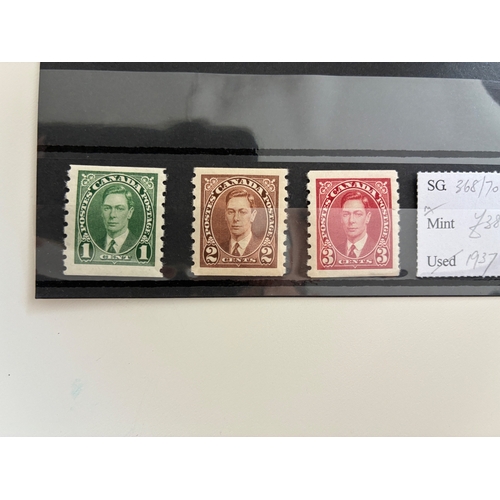 POSTES CANADA POSTAGE
1 1
CENT
POSTES CANADA POSTAGE
2 2
CENTS
POSTES CANADA POSTAGE
3 3
CENTS
SG 368/70
Mint £38
Used 1937